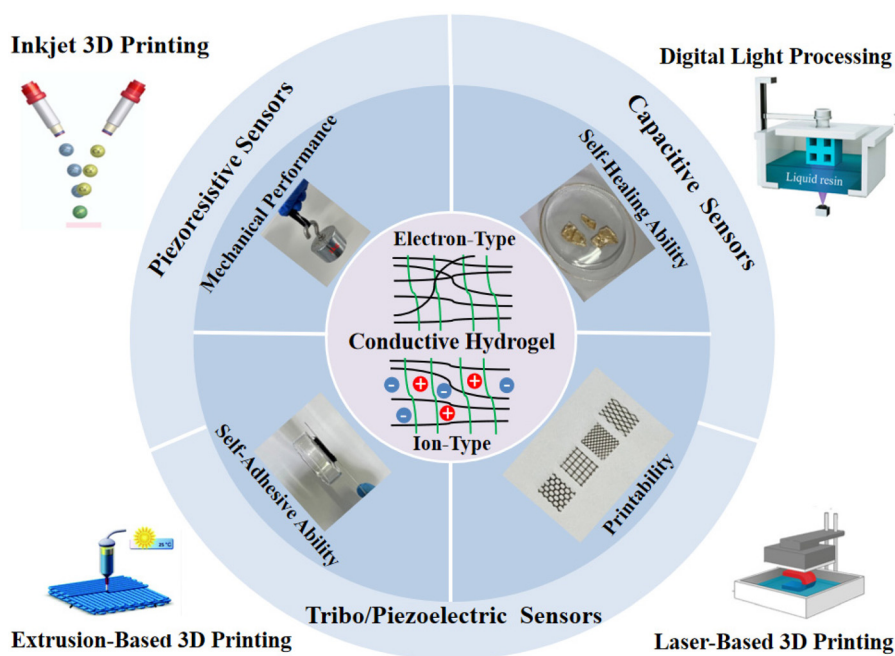 Inkjet 3D Printing
Digital Light Processing
Piezoresistive Sensors
Capacitive Sensors
Mechanical Performance
Self-Healing Ability
Liquid resin
Electron-Type
Conductive Hydrogel
Ion-Type
Self-Adhesive Ability
Printability
Tribo/Piezoelectric Sensors
Extrusion-Based 3D Printing
Laser-Based 3D Printing